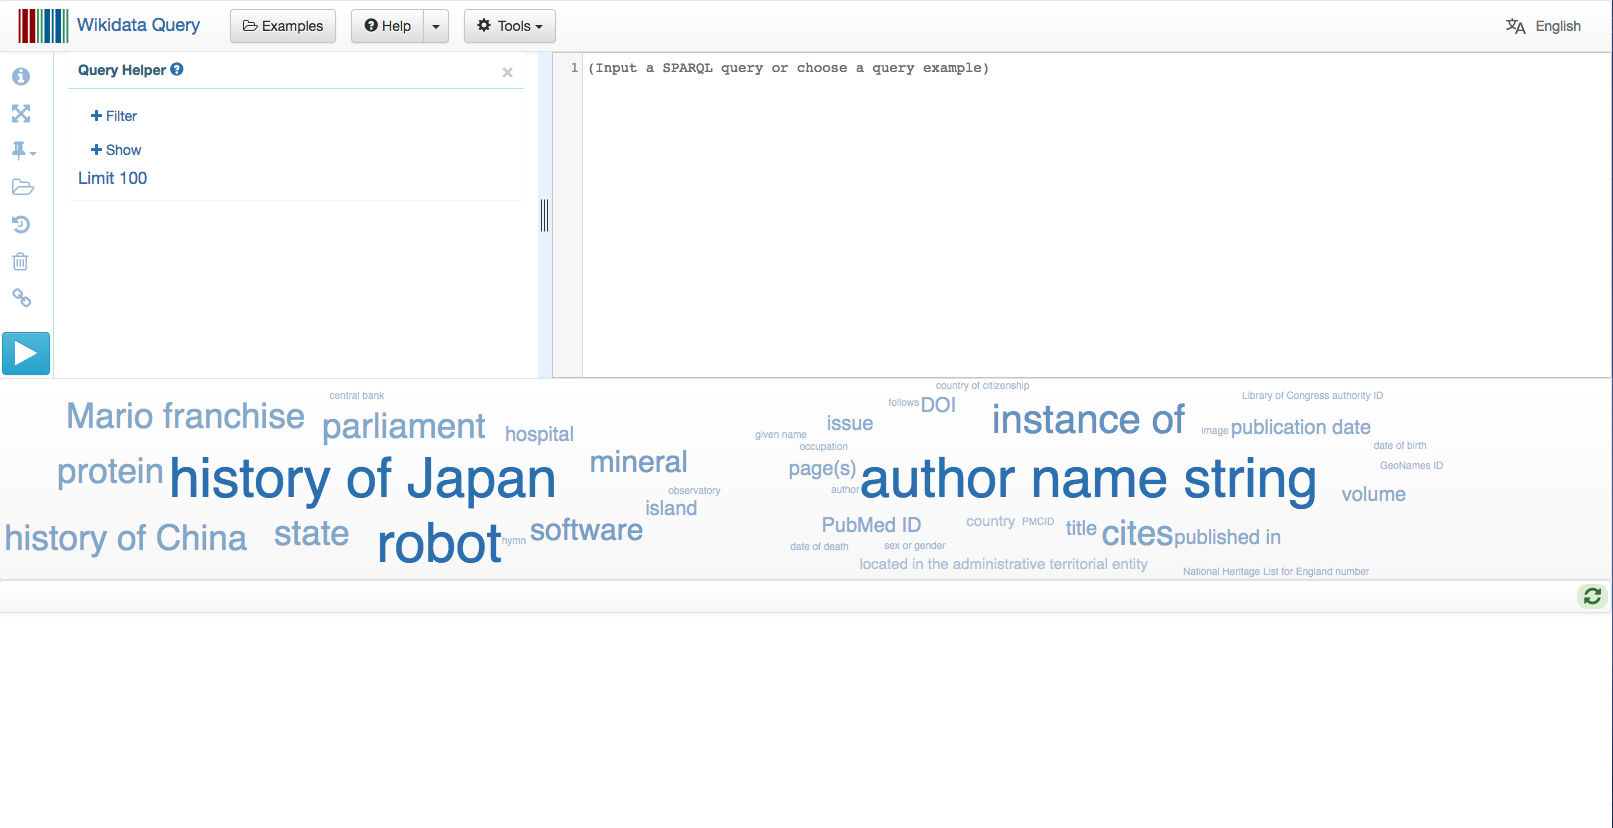 Wikidata Query
Examples
Help
Tools
English
Query Helper
Filter
Show
Limit 100
1 (Input a SPARQL query or choose a query example)
central bank
Mario franchise
parliament
hospital
protein
history of Japan
mineral
observatory
island
history of China
state
robot
hymn
software
country of citizenship
follows
DOI
issue
instance of
Library of Congress authority ID
given name
image
publication date
occupation
date of birth
page(s)
author
author name string
GeoNames ID
volume
PubMed ID
country
PMCID
title
cites
published in
date of death
sex or gender
located in the administrative territorial entity
National Heritage List for England number